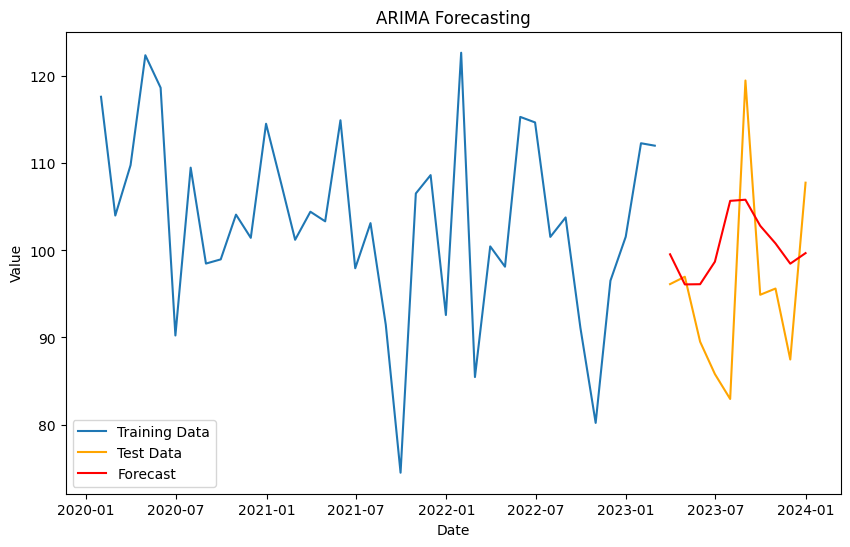 ARIMA Forecasting
Value
120
110
100
90
80
Training Data
Test Data
Forecast
2020-01 2020-07 2021-01 2021-07 2022-01 2022-07 2023-01 2023-07 2024-01
Date